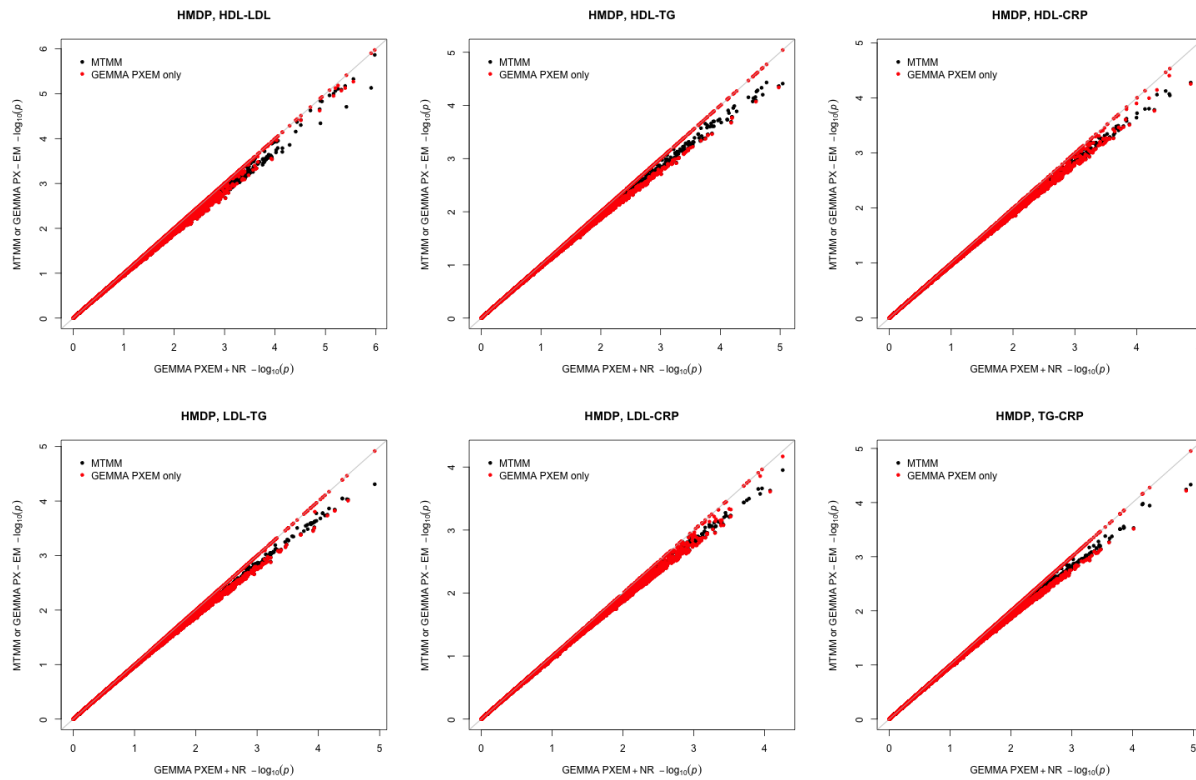 HMDP, HDL-LDL
MTMM or GEMMA PX − EM −log₁₀(p)
6
5
4
3
2
1
0
MTMM
GEMMA PXEM only
0 1 2 3 4 5 6
GEMMA PXEM + NR −log₁₀(p)
HMDP, HDL-TG
MTMM or GEMMA PX − EM −log₁₀(p)
5
4
3
2
1
0
MTMM
GEMMA PXEM only
0 1 2 3 4 5
GEMMA PXEM + NR −log₁₀(p)
HMDP, HDL-CRP
MTMM or GEMMA PX − EM −log₁₀(p)
5
4
3
2
1
0
MTMM
GEMMA PXEM only
0 1 2 3 4 5
GEMMA PXEM + NR −log₁₀(p)
HMDP, LDL-TG
MTMM or GEMMA PX − EM −log₁₀(p)
5
4
3
2
1
0
MTMM
GEMMA PXEM only
0 1 2 3 4 5
GEMMA PXEM + NR −log₁₀(p)
HMDP, LDL-CRP
MTMM or GEMMA PX − EM −log₁₀(p)
4
3
2
1
0
MTMM
GEMMA PXEM only
0 1 2 3 4
GEMMA PXEM + NR −log₁₀(p)
HMDP, TG-CRP
MTMM or GEMMA PX − EM −log₁₀(p)
5
4
3
2
1
0
MTMM
GEMMA PXEM only
0 1 2 3 4 5
GEMMA PXEM + NR −log₁₀(p)